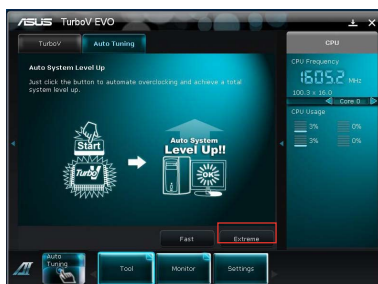 ASUS TurboV EVO
TurboV
Auto Tuning
CPU
Auto System Level Up
Just click the button to automate overclocking and achieve a total
system level up.
CPU Frequency
1605.2 MHz
100.3 x 16.0
Core 0
CPU Usage
3%
0%
3%
0%
Start
Turbo
Auto System
Level Up!!
OK
Fast
Extreme
Auto
Tuning
Tool
Monitor
Settings